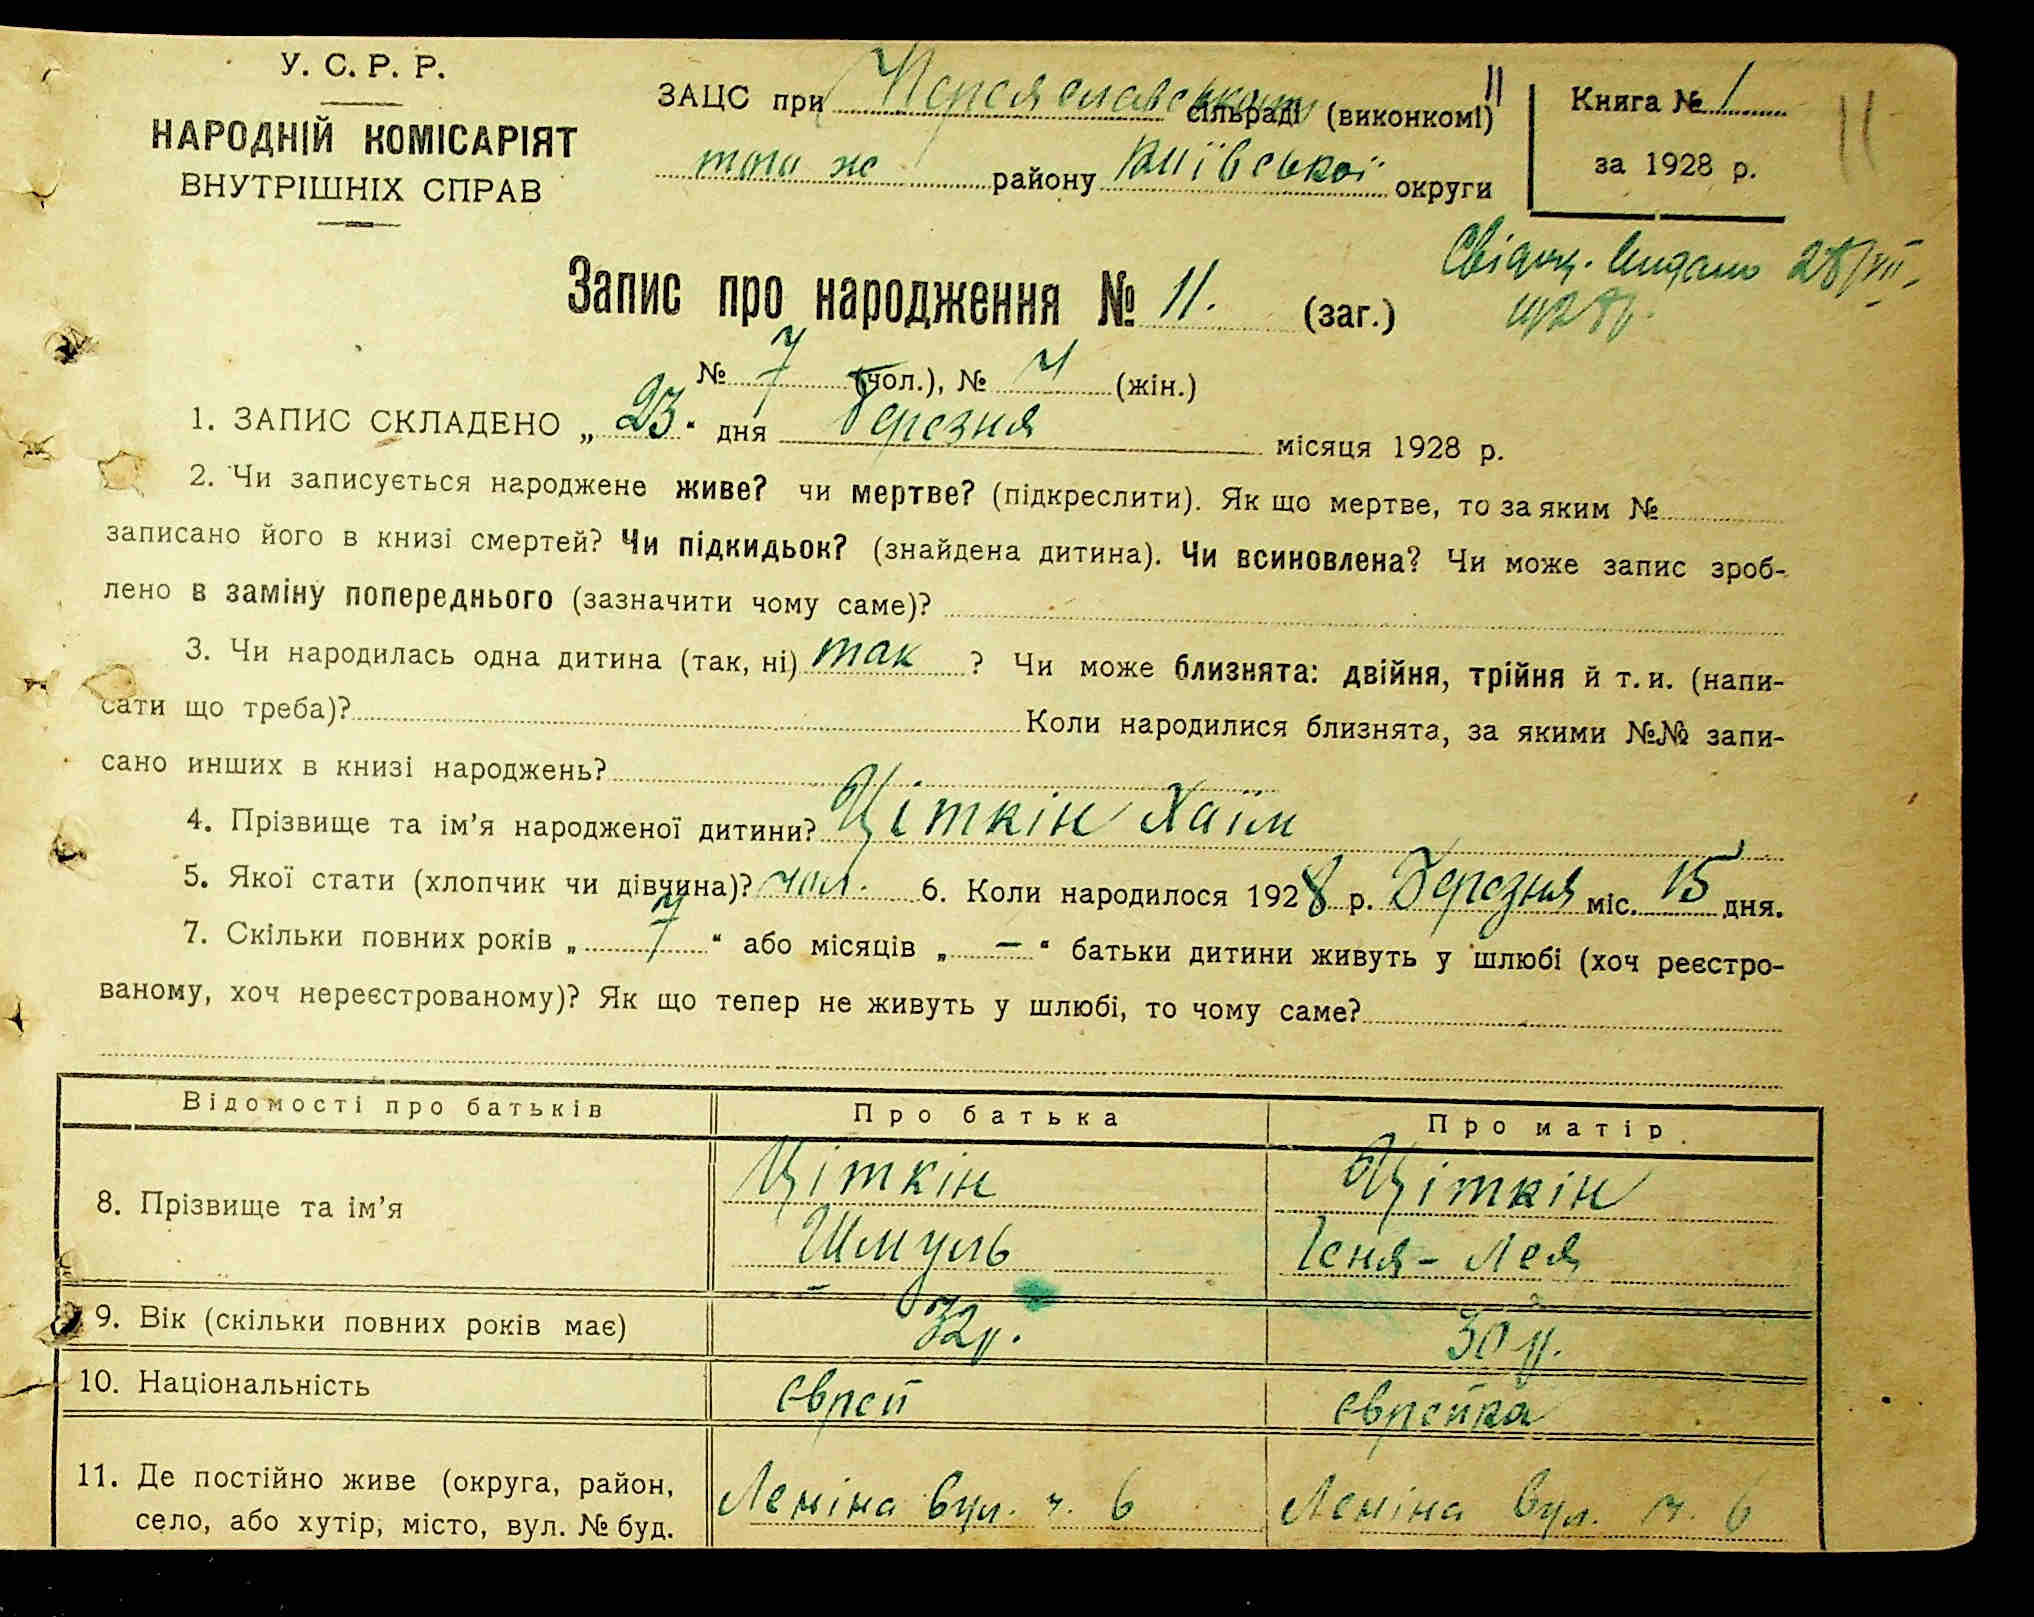 У. С. Р. Р.
НАРОДНІЙ КОМІСАРІЯТ
ВНУТРІШНІХ СПРАВ
ЗАЦС при Переяславському сільраді (виконкомі)
того ж району Київської округи
11
Книга № 1
за 1928 р.
11
Свідоц. видано 28/VII
1928р.
Запис про народження № 11. (заг.)
№ 7 (чол.), № 4 (жін.)
1. ЗАПИС СКЛАДЕНО „ 23 “ дня березня місяця 1928 р.
2. Чи записується народжене живе? чи мертве? (підкреслити). Як що мертве, то за яким №
записано його в книзі смертей? Чи підкидьок? (знайдена дитина). Чи всиновлена? Чи може запис зроб-
лено в заміну попереднього (зазначити чому саме)?
3. Чи народилась одна дитина (так, ні) так ? Чи може близнята: двійня, трійня й т. и. (напи-
сати що треба)? Коли народилися близнята, за якими №№ запи-
сано инших в книзі народжень?
4. Прізвище та ім'я народженої дитини? Ціткін Хаїм
5. Якої стати (хлопчик чи дівчина)? чол. 6. Коли народилося 1928 р. Березня міс. 15 дня.
7. Скільки повних років „ 7 “ або місяців „ — “ батьки дитини живуть у шлюбі (хоч реєстро-
ваному, хоч нереєстрованому)? Як що тепер не живуть у шлюбі, то чому саме?
Відомості про батьків Про батька Про матір
8. Прізвище та ім'я Ціткін Ціткін
Шмуль Геня - Лея
9. Вік (скільки повних років має) 32 р. 30 р.
10. Національність єврей єврейка
11. Де постійно живе (округа, район, Леніна вул. ч. 6 Леніна вул. ч. 6
село, або хутір, місто, вул. № буд.